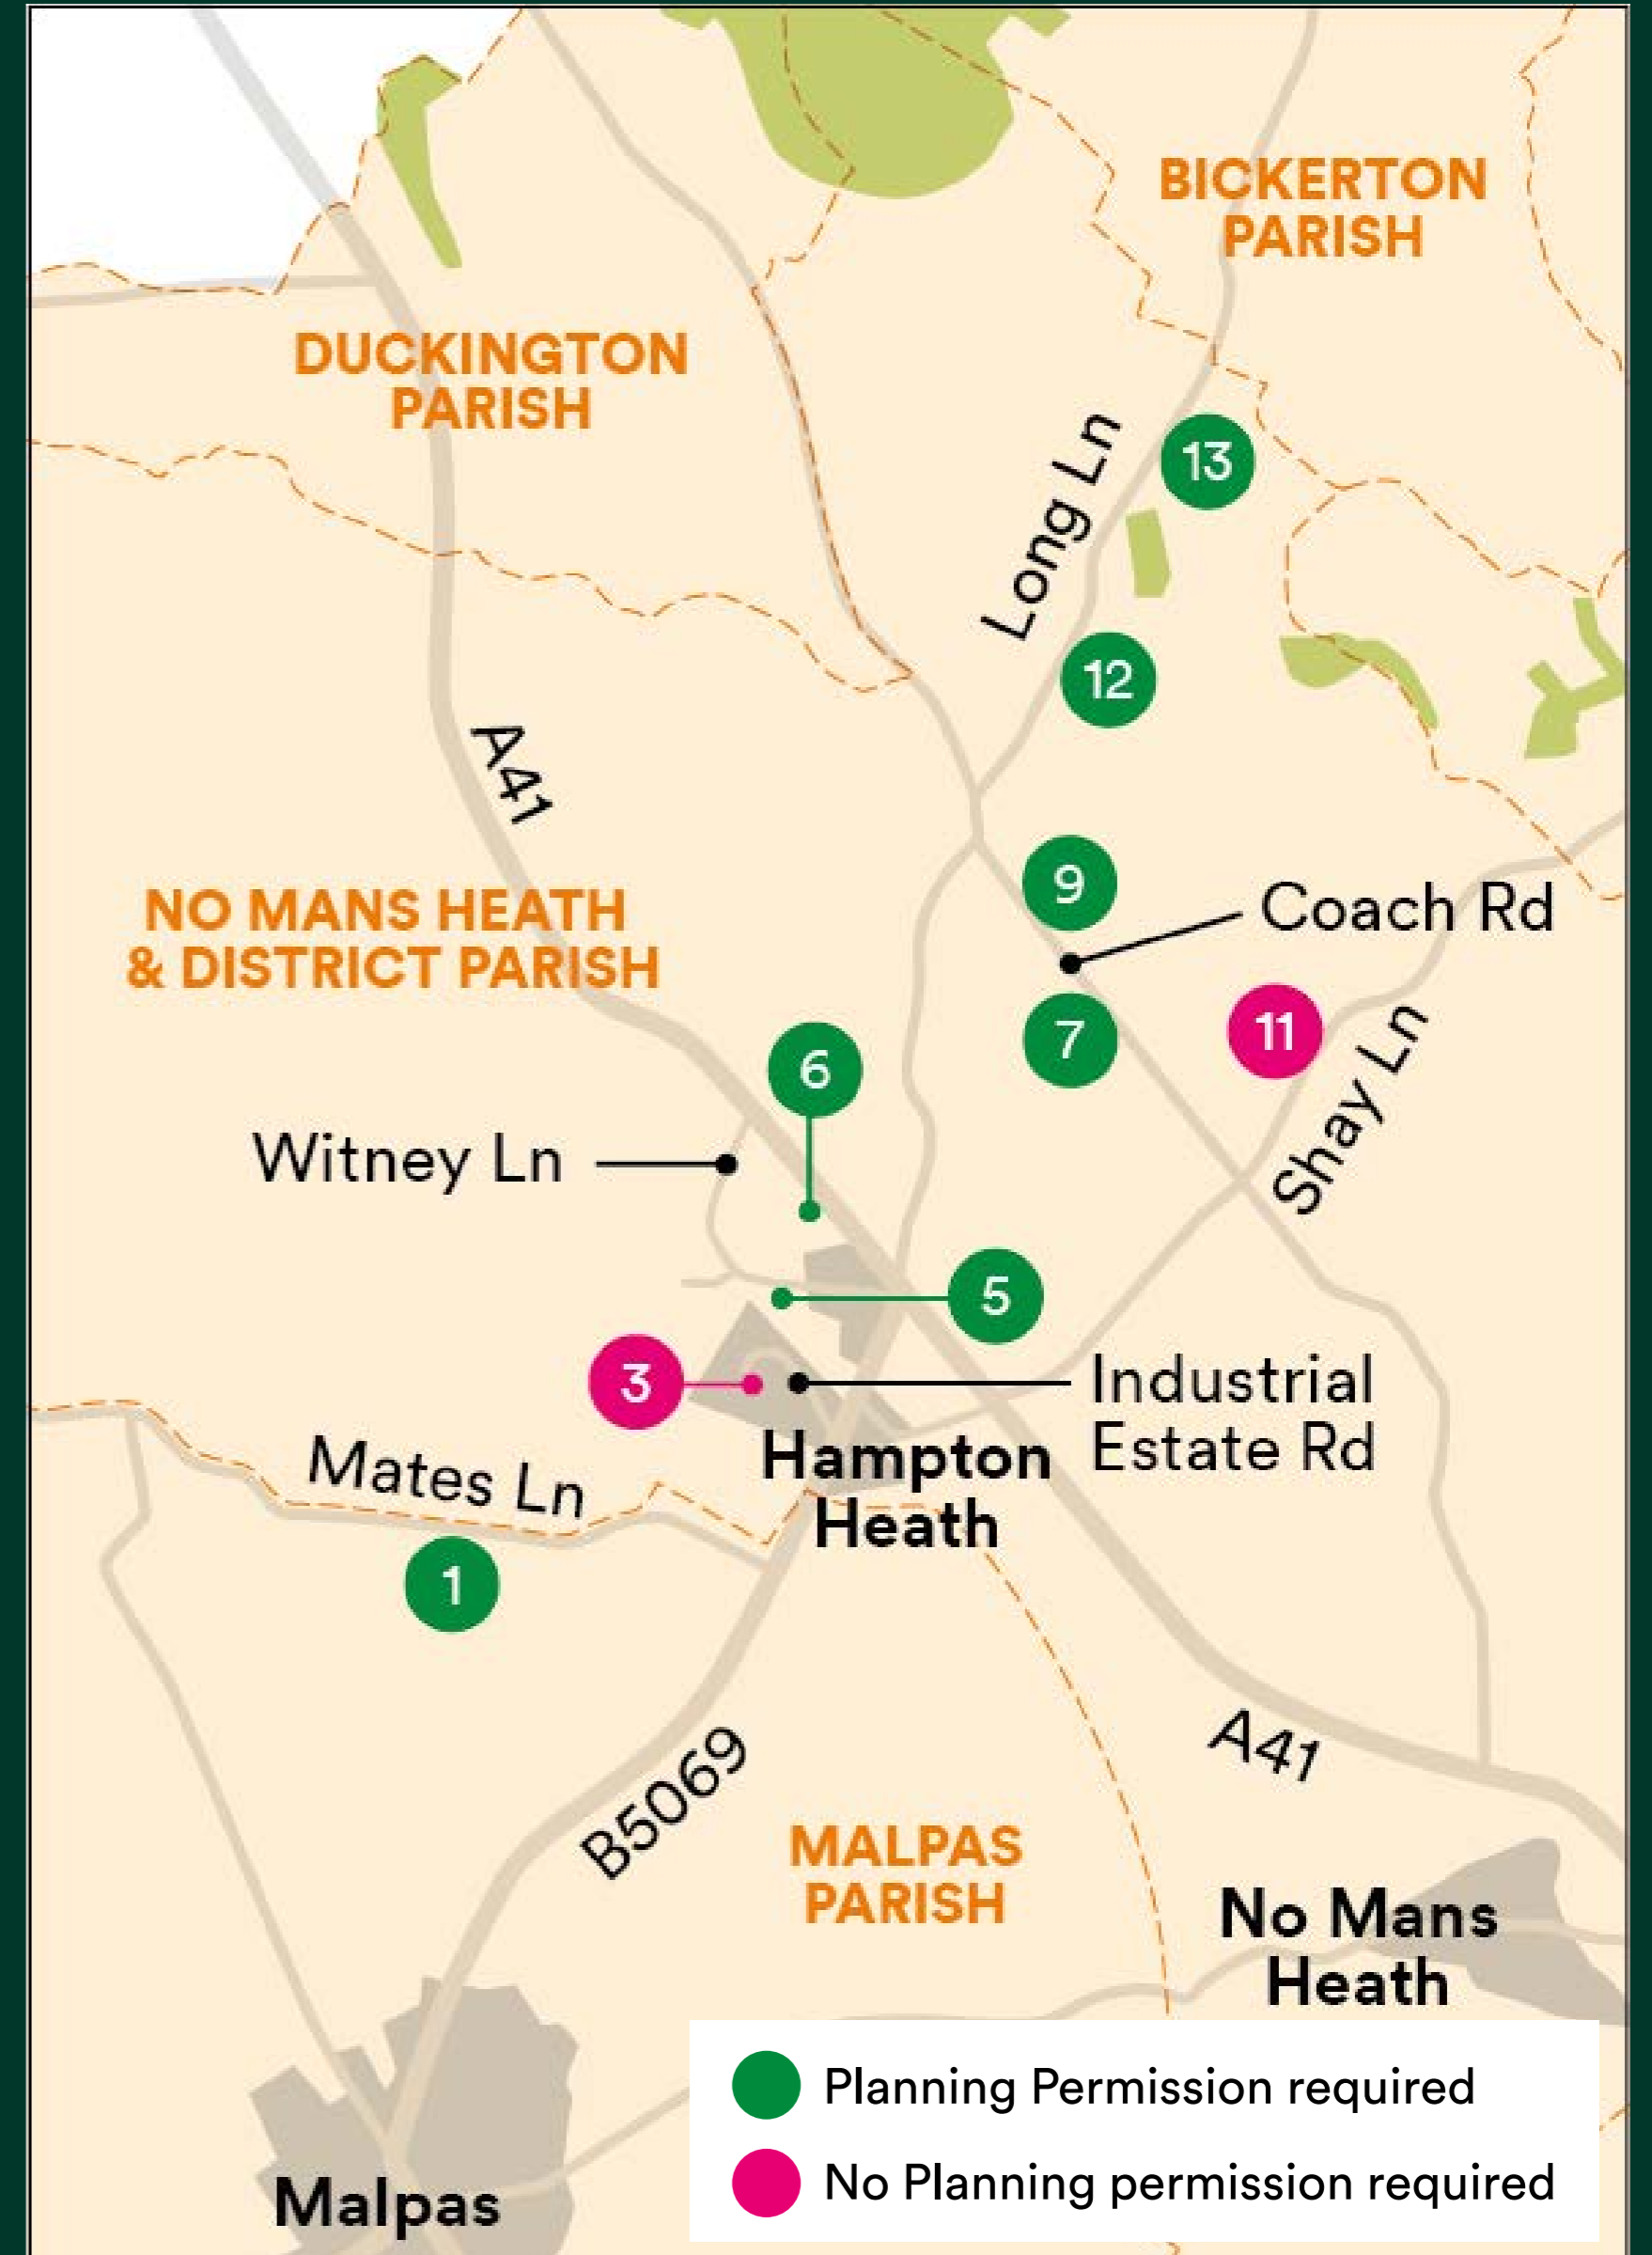 BICKERTON
PARISH
DUCKINGTON
PARISH
13
Long Ln
12
A41
9
Coach Rd
NO MANS HEATH
& DISTRICT PARISH
11
7
6
Shay Ln
Witney Ln
5
3
Industrial
Estate Rd
Hampton
Heath
Mates Ln
1
A41
B5069
MALPAS
PARISH
No Mans
Heath
Malpas
Planning Permission required
No Planning permission required